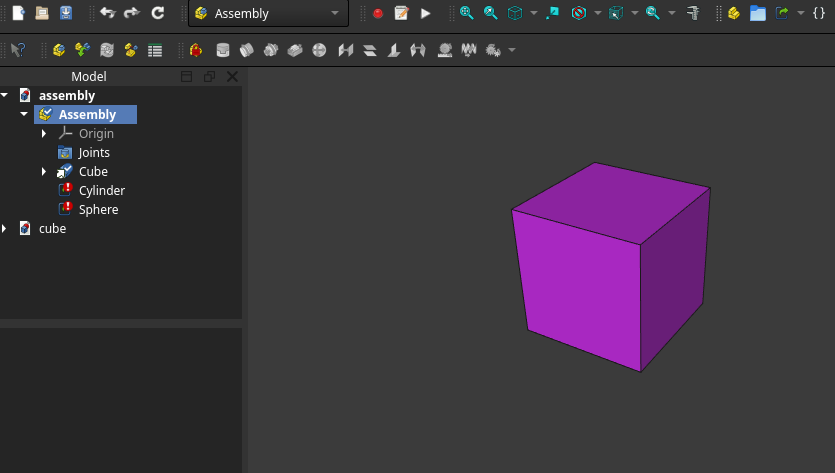 Assembly
Model
assembly
Assembly
Origin
Joints
Cube
Cylinder
Sphere
cube